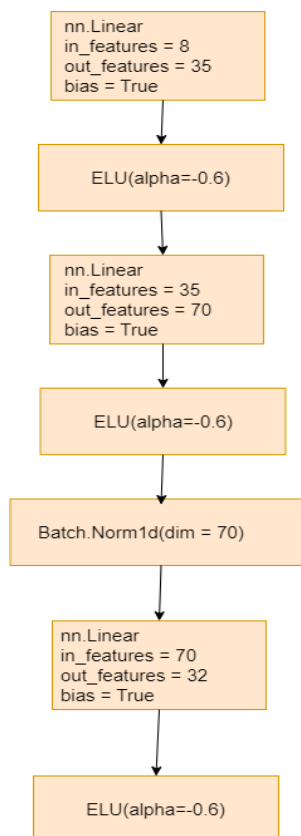 nn.Linear
in_features = 8
out_features = 35
bias = True
ELU(alpha=-0.6)
nn.Linear
in_features = 35
out_features = 70
bias = True
ELU(alpha=-0.6)
Batch.Norm1d(dim = 70)
nn.Linear
in_features = 70
out_features = 32
bias = True
ELU(alpha=-0.6)